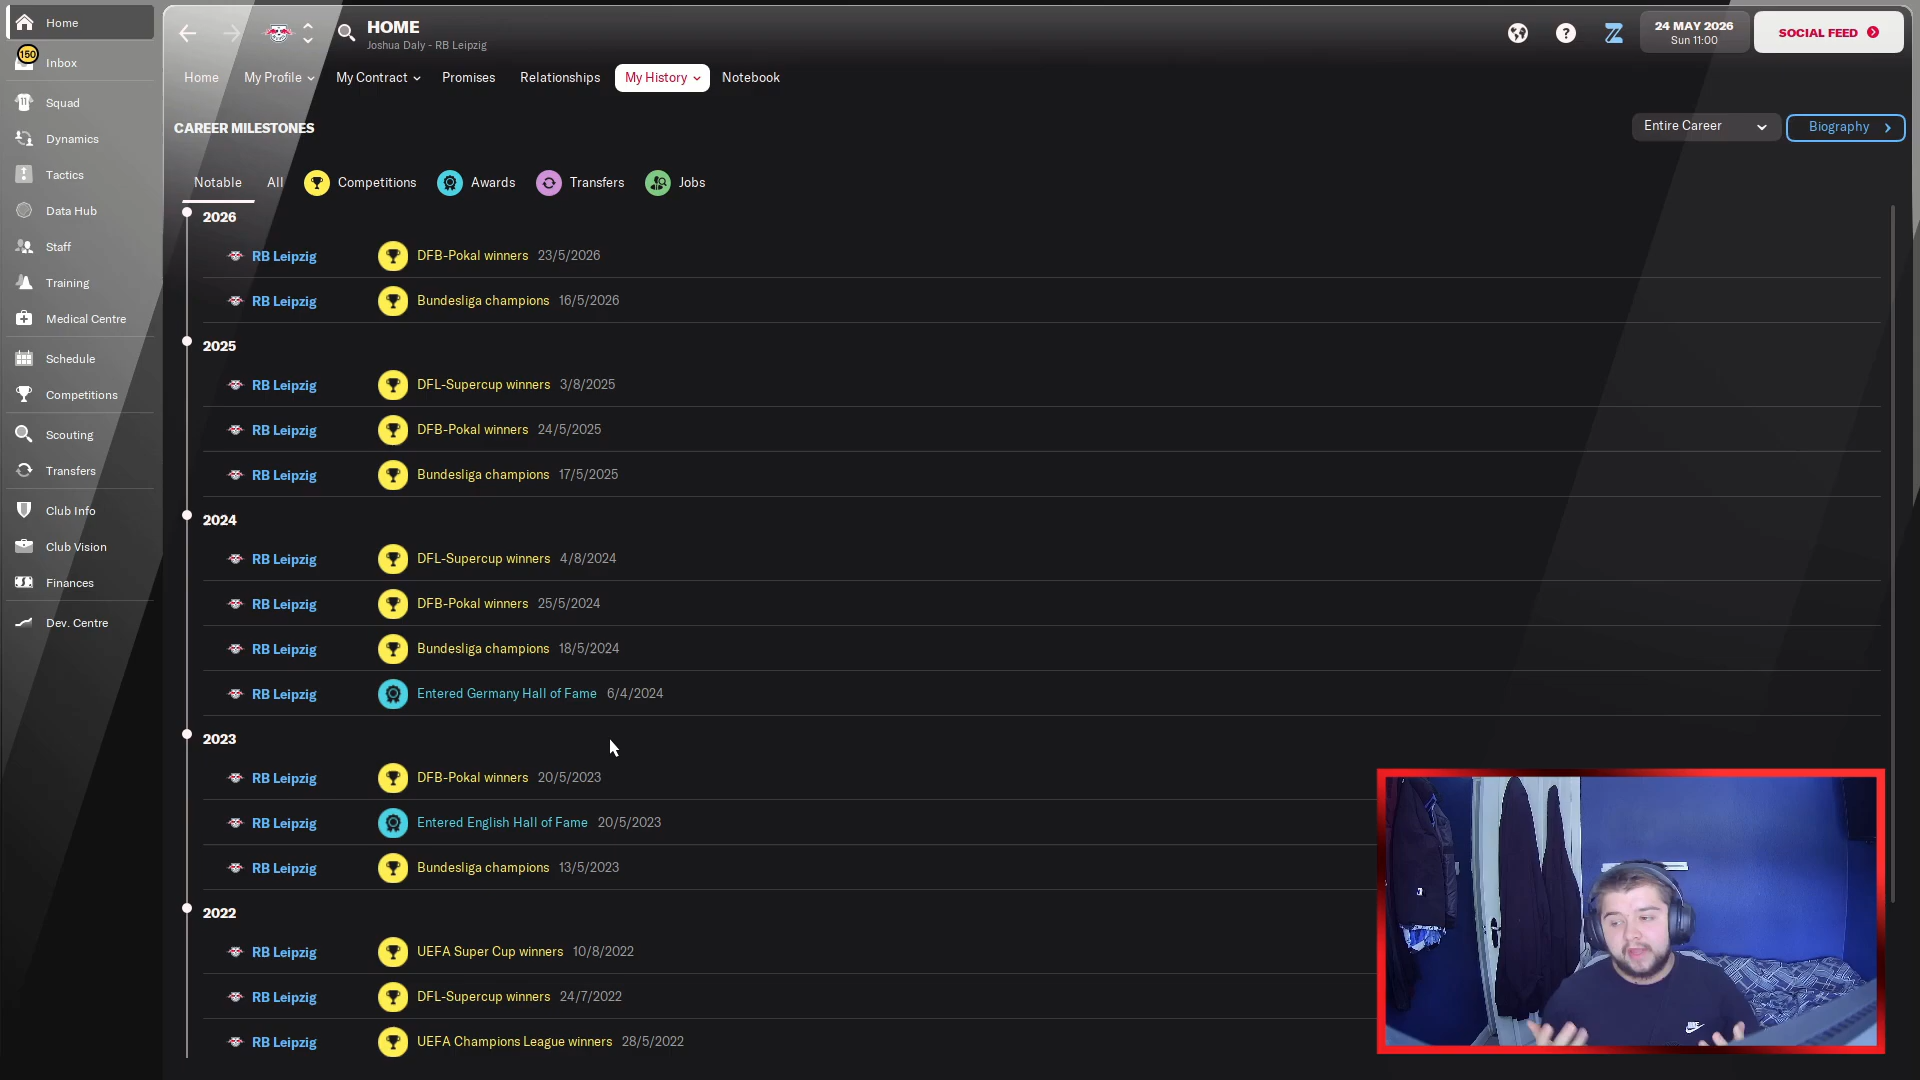 Home
150
Inbox
Squad
Dynamics
Tactics
Data Hub
Staff
Training
Medical Centre
Schedule
Competitions
Scouting
Transfers
Club Info
Club Vision
Finances
Dev. Centre
HOME
Joshua Daly - RB Leipzig
24 MAY 2026
Sun 11:00
SOCIAL FEED
Home My Profile My Contract Promises Relationships My History Notebook
CAREER MILESTONES
Entire Career
Biography
Notable All Competitions Awards Transfers Jobs
2026
RB Leipzig DFB-Pokal winners 23/5/2026
RB Leipzig Bundesliga champions 16/5/2026
2025
RB Leipzig DFL-Supercup winners 3/8/2025
RB Leipzig DFB-Pokal winners 24/5/2025
RB Leipzig Bundesliga champions 17/5/2025
2024
RB Leipzig DFL-Supercup winners 4/8/2024
RB Leipzig DFB-Pokal winners 25/5/2024
RB Leipzig Bundesliga champions 18/5/2024
RB Leipzig Entered Germany Hall of Fame 6/4/2024
2023
RB Leipzig DFB-Pokal winners 20/5/2023
RB Leipzig Entered English Hall of Fame 20/5/2023
RB Leipzig Bundesliga champions 13/5/2023
2022
RB Leipzig UEFA Super Cup winners 10/8/2022
RB Leipzig DFL-Supercup winners 24/7/2022
RB Leipzig UEFA Champions League winners 28/5/2022